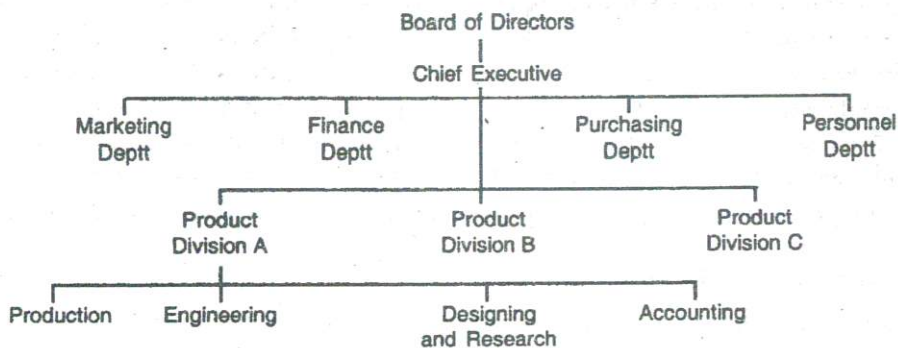 Board of Directors
Chief Executive
Marketing
Deptt
Finance
Deptt
Purchasing
Deptt
Personnel
Deptt
Product
Division A
Product
Division B
Product
Division C
Production
Engineering
Designing
and Research
Accounting